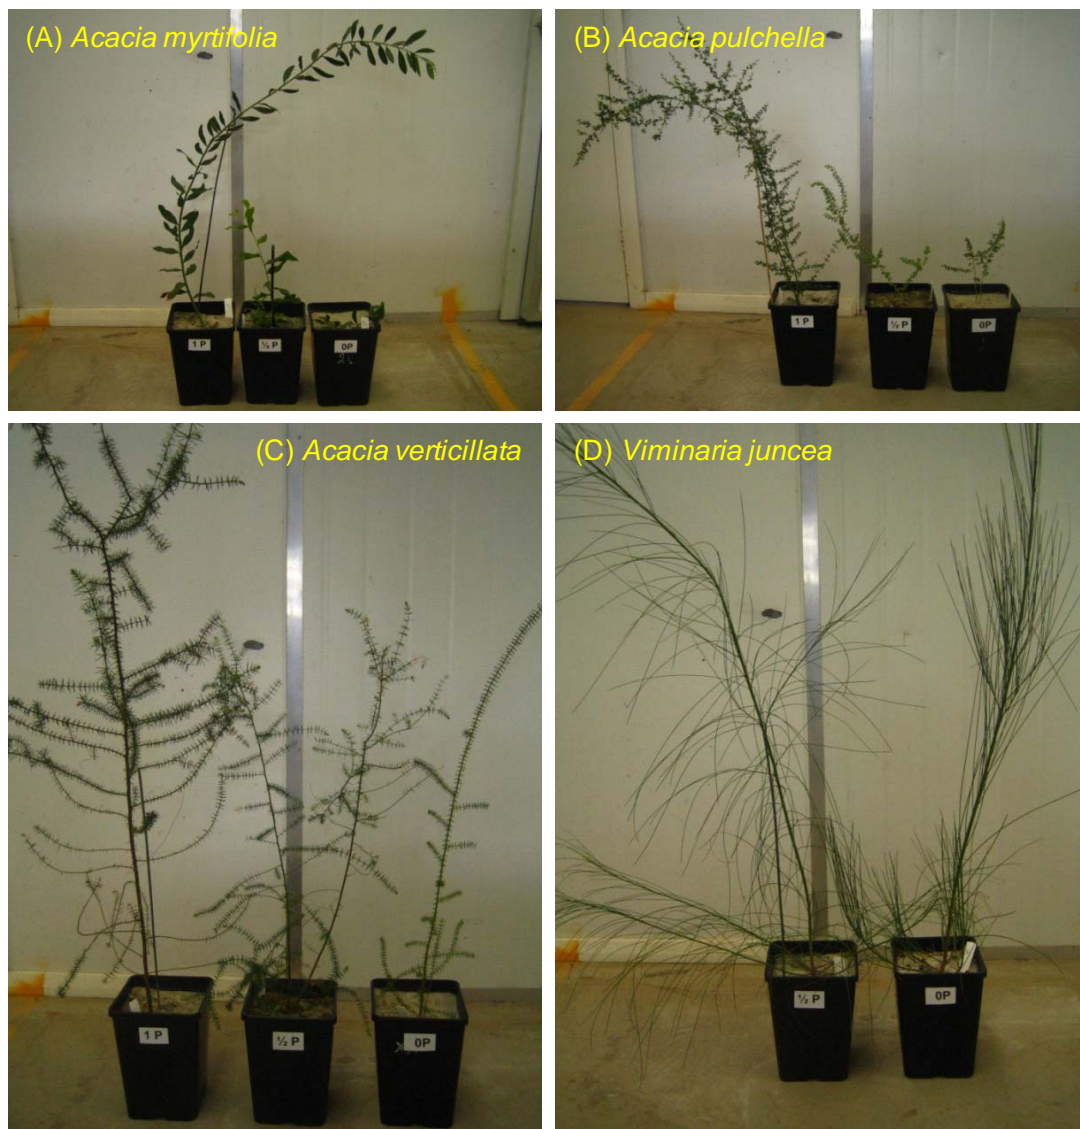 (A) Acacia myrtifolia
1 P
½ P
0P
(B) Acacia pulchella
1 P
½ P
0P
(C) Acacia verticillata
1 P
½ P
0P
(D) Viminaria juncea
½ P
0P